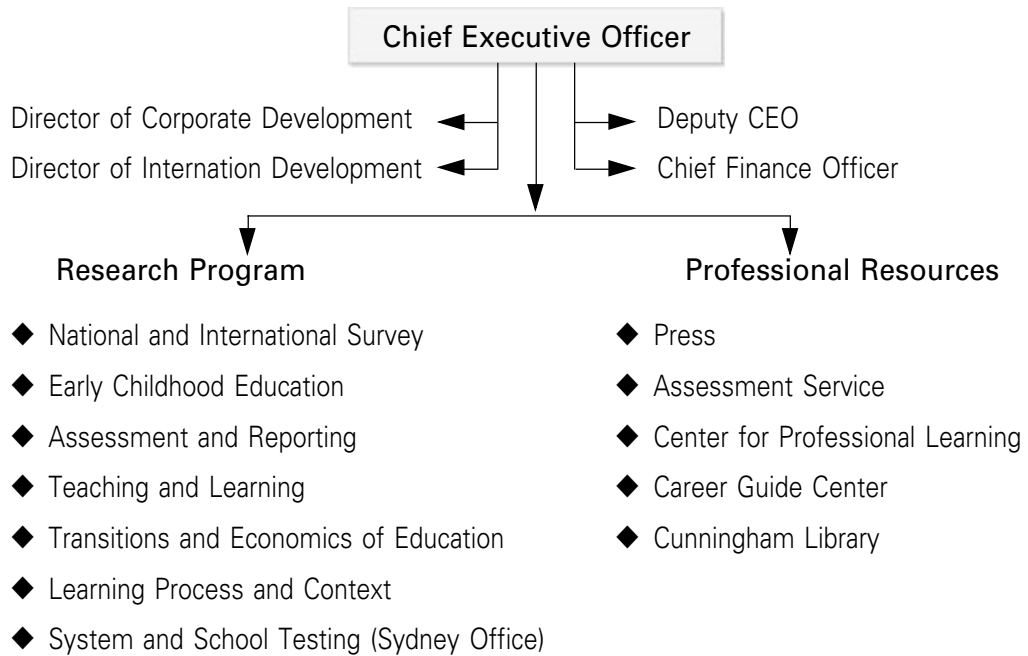 Chief Executive Officer
Director of Corporate Development
Deputy CEO
Director of Internation Development
Chief Finance Officer
Research Program
◆ National and International Survey
◆ Early Childhood Education
◆ Assessment and Reporting
◆ Teaching and Learning
◆ Transitions and Economics of Education
◆ Learning Process and Context
◆ System and School Testing (Sydney Office)
Professional Resources
◆ Press
◆ Assessment Service
◆ Center for Professional Learning
◆ Career Guide Center
◆ Cunningham Library